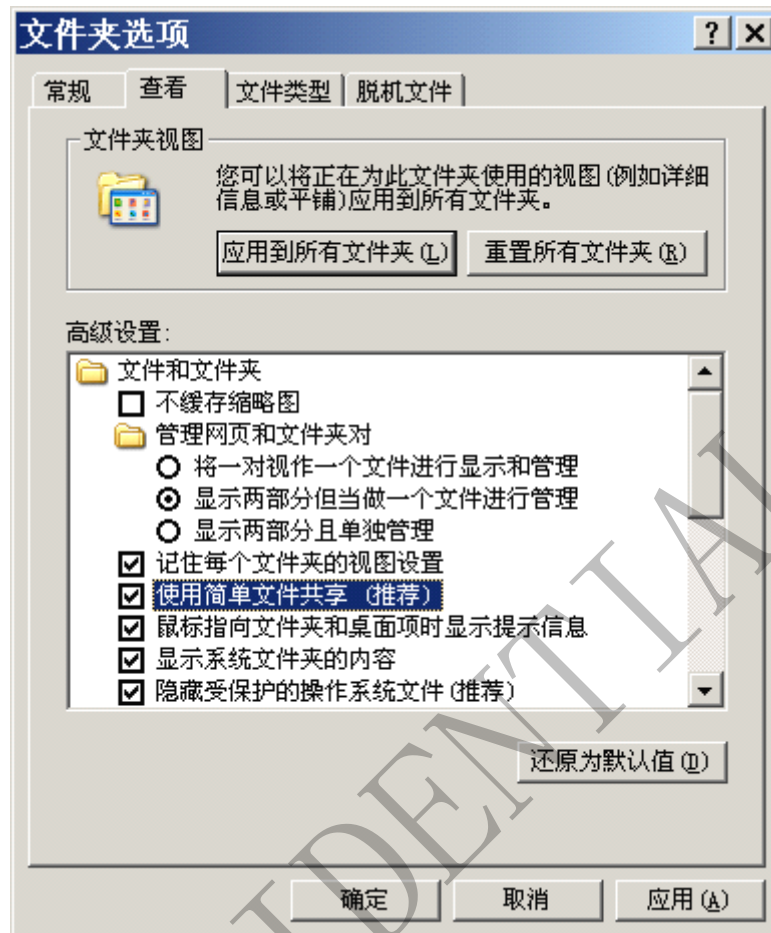 文件夹选项
常规 查看 文件类型 脱机文件
文件夹视图
您可以将正在为此文件夹使用的视图(例如详细
信息或平铺)应用到所有文件夹。
应用到所有文件夹(L) 重置所有文件夹(R)
高级设置:
文件和文件夹
不缓存缩略图
管理网页和文件夹对
将一对视作一个文件进行显示和管理
显示两部分但当做一个文件进行管理
显示两部分且单独管理
记住每个文件夹的视图设置
使用简单文件共享 (推荐)
鼠标指向文件夹和桌面项时显示提示信息
显示系统文件夹的内容
隐藏受保护的操作系统文件(推荐)
还原为默认值(D)
确定 取消 应用(A)
IDENTIAL